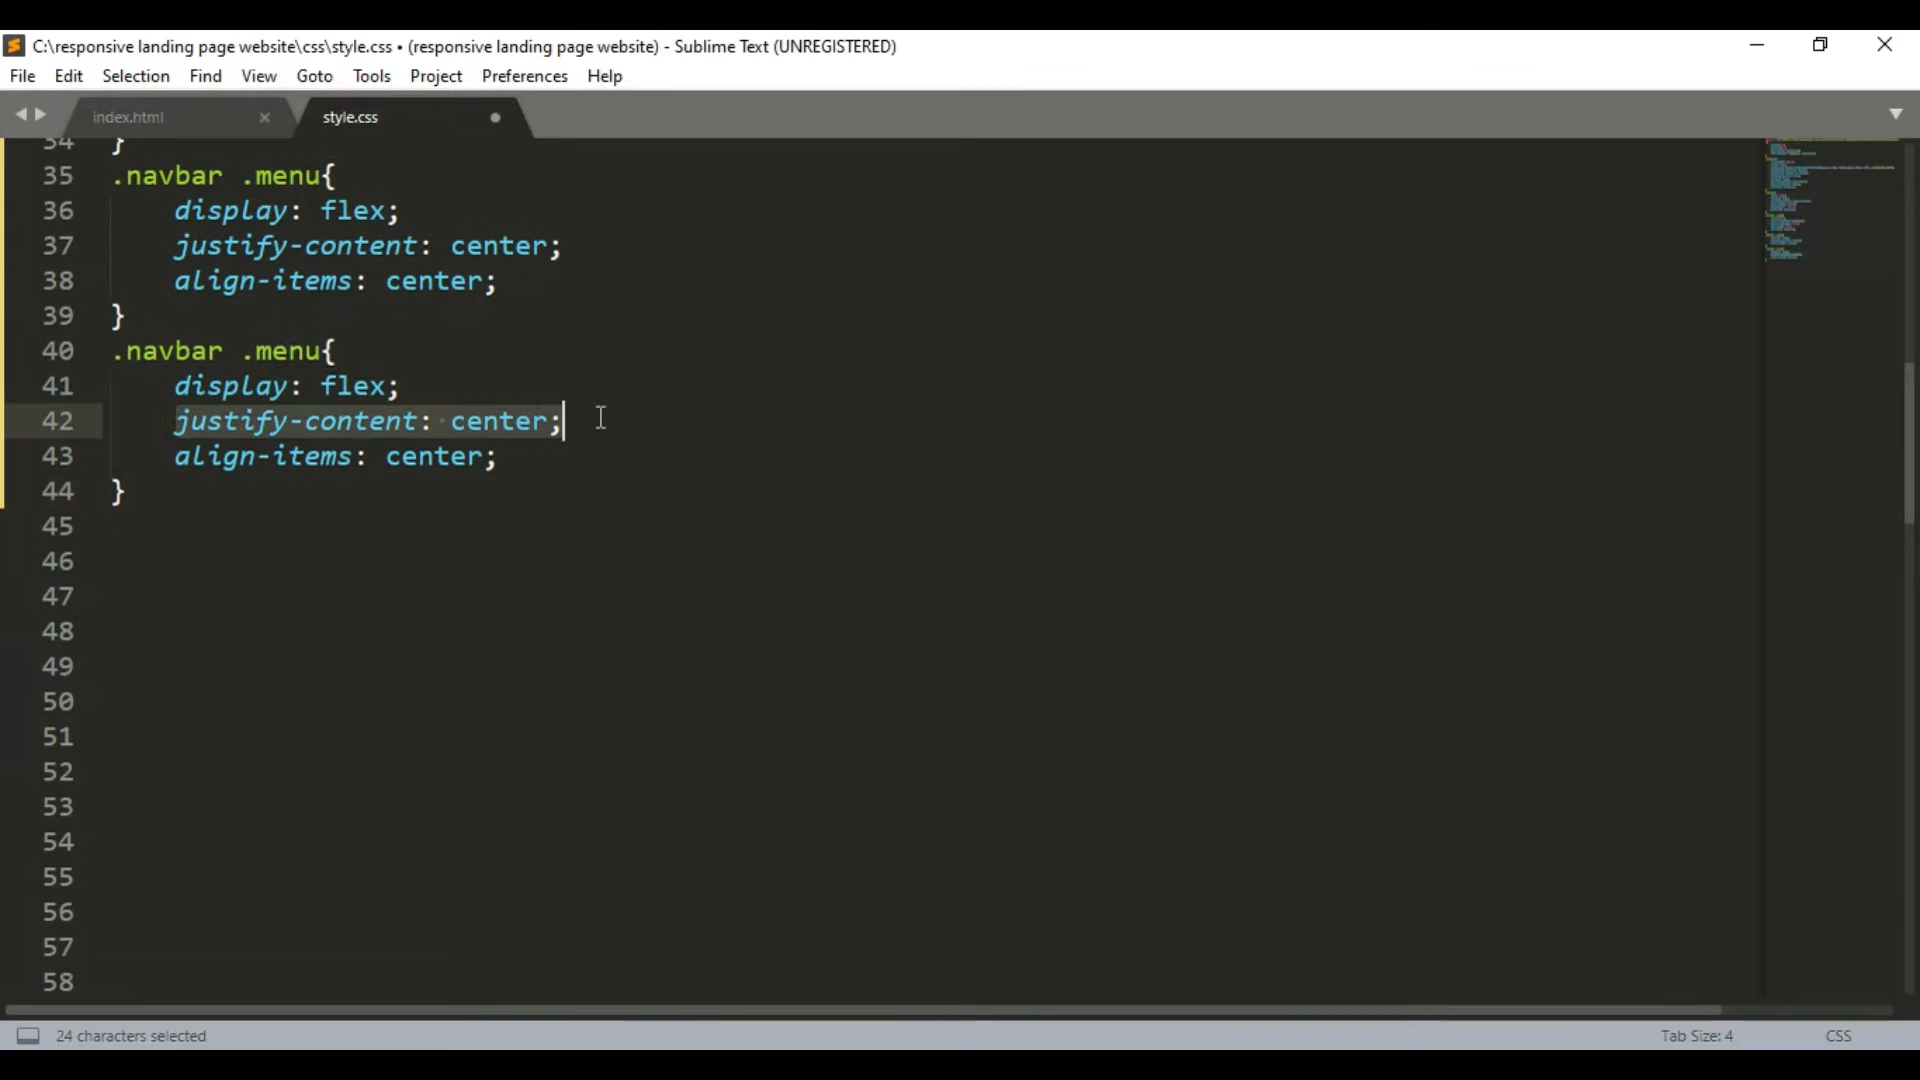 C:\responsive landing page website\css\style.css • (responsive landing page website) - Sublime Text (UNREGISTERED)
File Edit Selection Find View Goto Tools Project Preferences Help
index.html style.css
34 }
35 .navbar .menu{
36 display: flex;
37 justify-content: center;
38 align-items: center;
39 }
40 .navbar .menu{
41 display: flex;
42 justify-content: center;
43 align-items: center;
44 }
45
46
47
48
49
50
51
52
53
54
55
56
57
58
24 characters selected Tab Size: 4 CSS